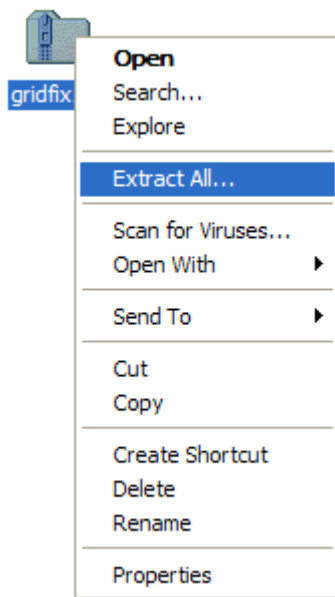 gridfix
Open
Search...
Explore
Extract All...
Scan for Viruses...
Open With
Send To
Cut
Copy
Create Shortcut
Delete
Rename
Properties